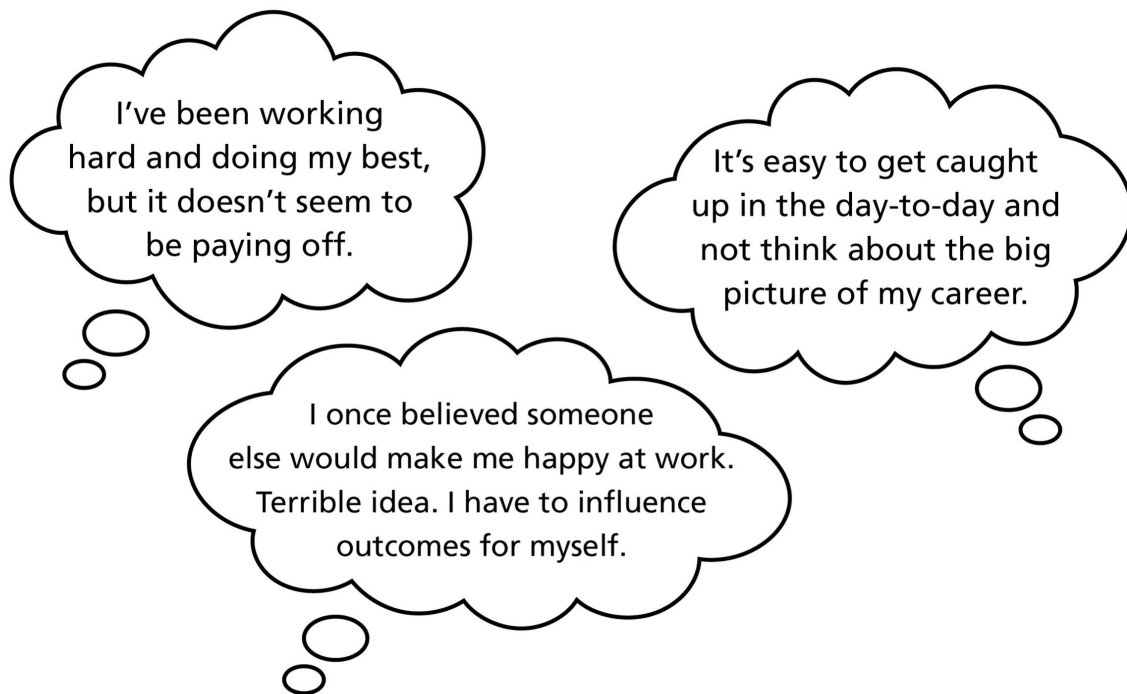 I've been working
hard and doing my best,
but it doesn't seem to
be paying off.
It's easy to get caught
up in the day-to-day and
not think about the big
picture of my career.
I once believed someone
else would make me happy at work.
Terrible idea. I have to influence
outcomes for myself.